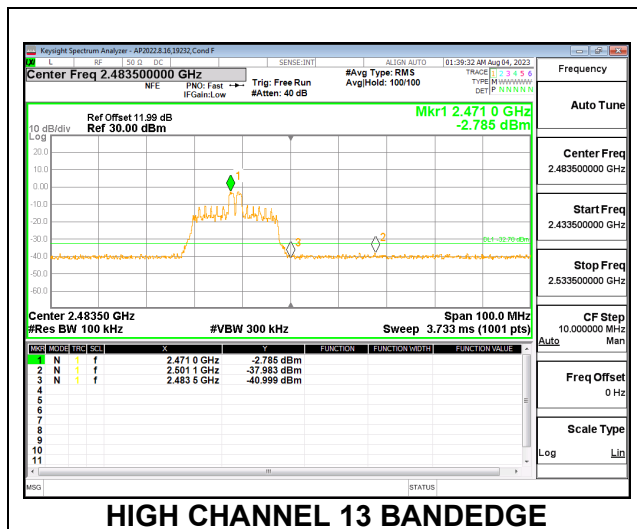 Keysight Spectrum Analyzer - AP2022.8.16,19232,Cond F
LXI L RF 50 Ω DC SENSE:INT ALIGN AUTO 01:39:32 AM Aug 04, 2023
Center Freq 2.483500000 GHz
NFE PNO: Fast Trig: Free Run
IFGain:Low #Atten: 40 dB
#Avg Type: RMS
Avg|Hold: 100/100
TRACE 1 2 3 4 5 6
TYPE M WWWWW
DET P N N N N N
Frequency
Auto Tune
Center Freq
2.483500000 GHz
Start Freq
2.433500000 GHz
Stop Freq
2.533500000 GHz
CF Step
10.000000 MHz
Auto Man
Freq Offset
0 Hz
Scale Type
Log Lin
Mkr1 2.471 0 GHz
-2.785 dBm
Ref Offset 11.99 dB
10 dB/div Ref 30.00 dBm
Log
20.0
10.0
0.00
-10.0
-20.0
-30.0
-40.0
-50.0
-60.0
1
2
3
DL1 -32.70 dBm
Center 2.48350 GHz Span 100.0 MHz
#Res BW 100 kHz #VBW 300 kHz Sweep 3.733 ms (1001 pts)
MKR MODE TRC SCL X Y FUNCTION FUNCTION WIDTH FUNCTION VALUE
1 N 1 f 2.471 0 GHz -2.785 dBm
2 N 1 f 2.501 1 GHz -37.983 dBm
3 N 1 f 2.483 5 GHz -40.999 dBm
4
5
6
7
8
9
10
11
MSG STATUS
HIGH CHANNEL 13 BANDEDGE